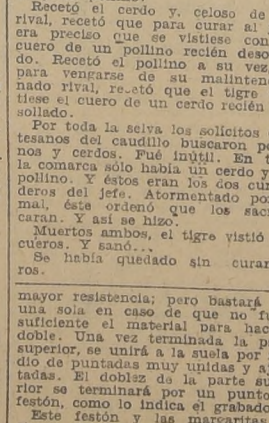 Recetó el cerdo y, celoso de
rival, recetó que para curar al
era preciso que se vistiese con
cuero de un pollino recién deso
do. Recetó el pollino a su vez
para vengarse de su malinten
nado rival, recetó que el tigre
tiese el cuero de un cerdo recién
sollado.
Por toda la selva los solícitos
tesanos del caudillo buscaron po
nos y cerdos. Fué inútil. En
la comarca sólo había un cerdo y
pollino. Y éstos eran los dos cur
deros del jefe. Atormentado po
mal, éste ordenó que los sac
caran. Y así se hizo.
Muertos ambos, el tigre vistió
cueros. Y sanó...
Se había quedado sin curan
ros.
mayor resistencia; pero bastará
una sola en caso de que no fu
suficiente el material para hac
doble. Una vez terminada la p
superior, se unirá a la suela por
dio de puntadas muy unidas y a
tadas. El doblez de la parte su
rior se terminará por un punto
festón, como lo indica el grabado
Este festón y las margaritas